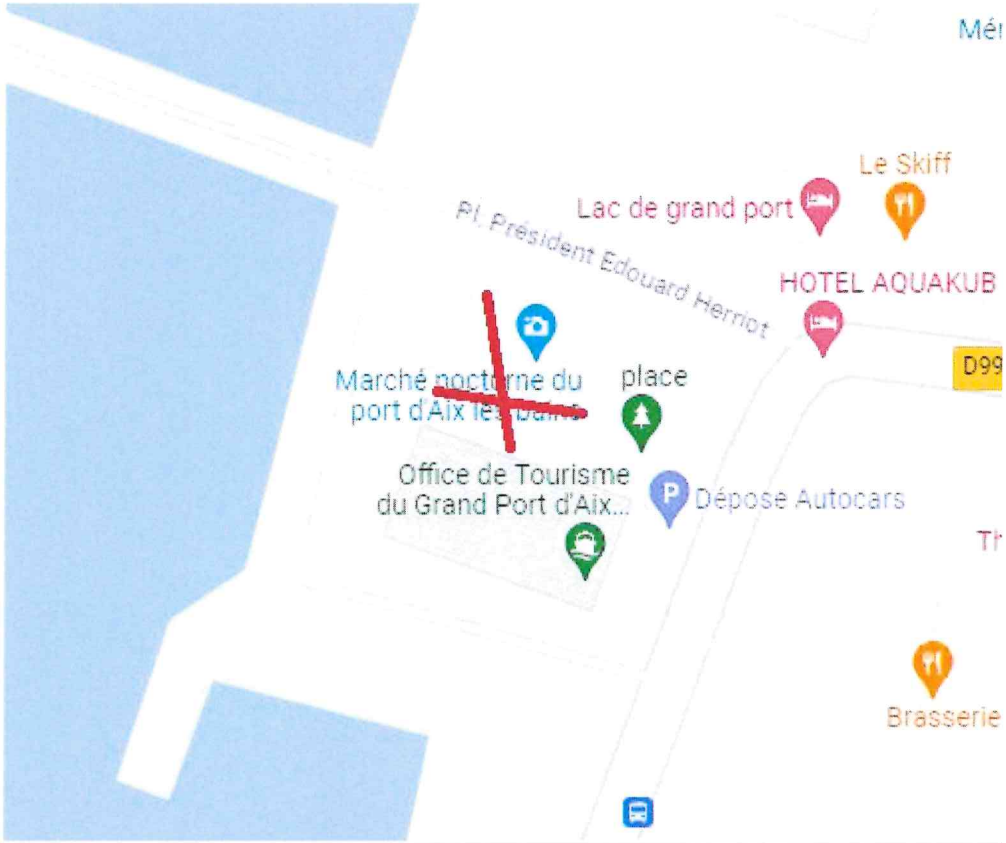 Mér
Le Skiff
Lac de grand port
Pl. Président Edouard Herriot
HOTEL AQUAKUB
D99
Marché nocturne du
port d'Aix les bains
place
Office de Tourisme
du Grand Port d'Aix...
P
Dépose Autocars
Th
Brasserie